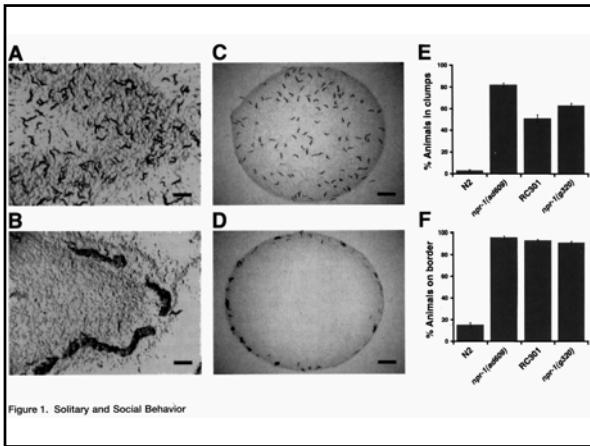 A
B
C
D
E
% Animals in clumps
100
80
60
40
20
0
N2
npr-1(ad609)
RC301
npr-1(g320)
F
% Animals on border
100
80
60
40
20
0
N2
npr-1(ad609)
RC301
npr-1(g320)
Figure 1. Solitary and Social Behavior